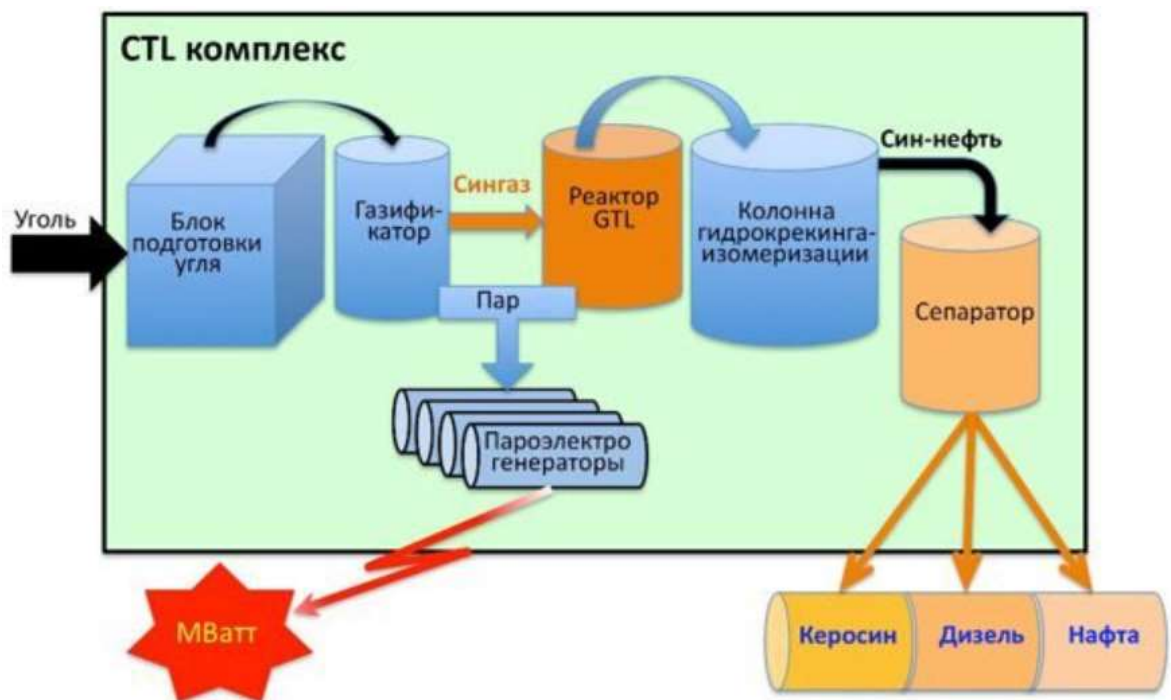 CTL комплекс
Уголь
Блок
подготовки
угля
Газифи-
катор
Сингаз
Реактор
GTL
Колонна
гидрокрекинга-
изомеризации
Син-нефть
Сепаратор
Пар
Пароэлектро
генераторы
МВатт
Керосин
Дизель
Нафта